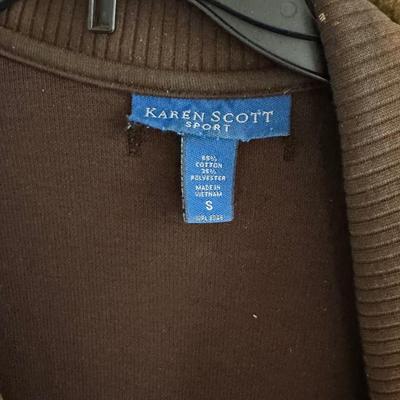 KAREN SCOTT
SPORT
65%
COTTON
35%
POLYESTER
MADE IN
VIETNAM
S